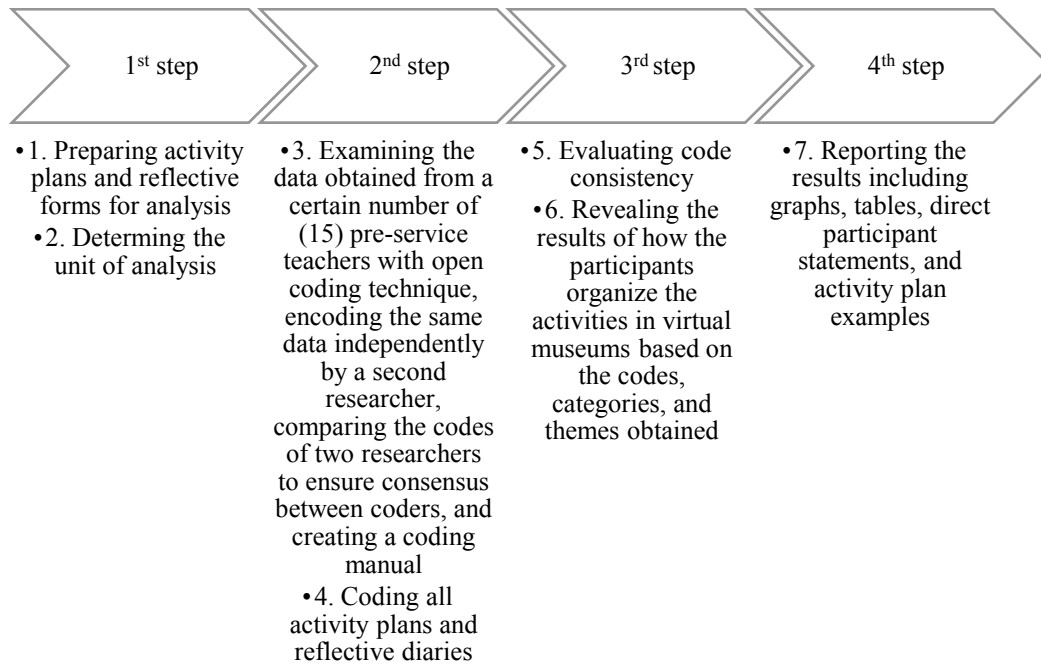 1st step
2nd step
3rd step
4th step
•1. Preparing activity
plans and reflective
forms for analysis
•2. Determing the
unit of analysis
•3. Examining the
data obtained from a
certain number of
(15) pre-service
teachers with open
coding technique,
encoding the same
data independently
by a second
researcher,
comparing the codes
of two researchers
to ensure consensus
between coders, and
creating a coding
manual
•4. Coding all
activity plans and
reflective diaries
•5. Evaluating code
consistency
•6. Revealing the
results of how the
participants
organize the
activities in virtual
museums based on
the codes,
categories, and
themes obtained
•7. Reporting the
results including
graphs, tables, direct
participant
statements, and
activity plan
examples